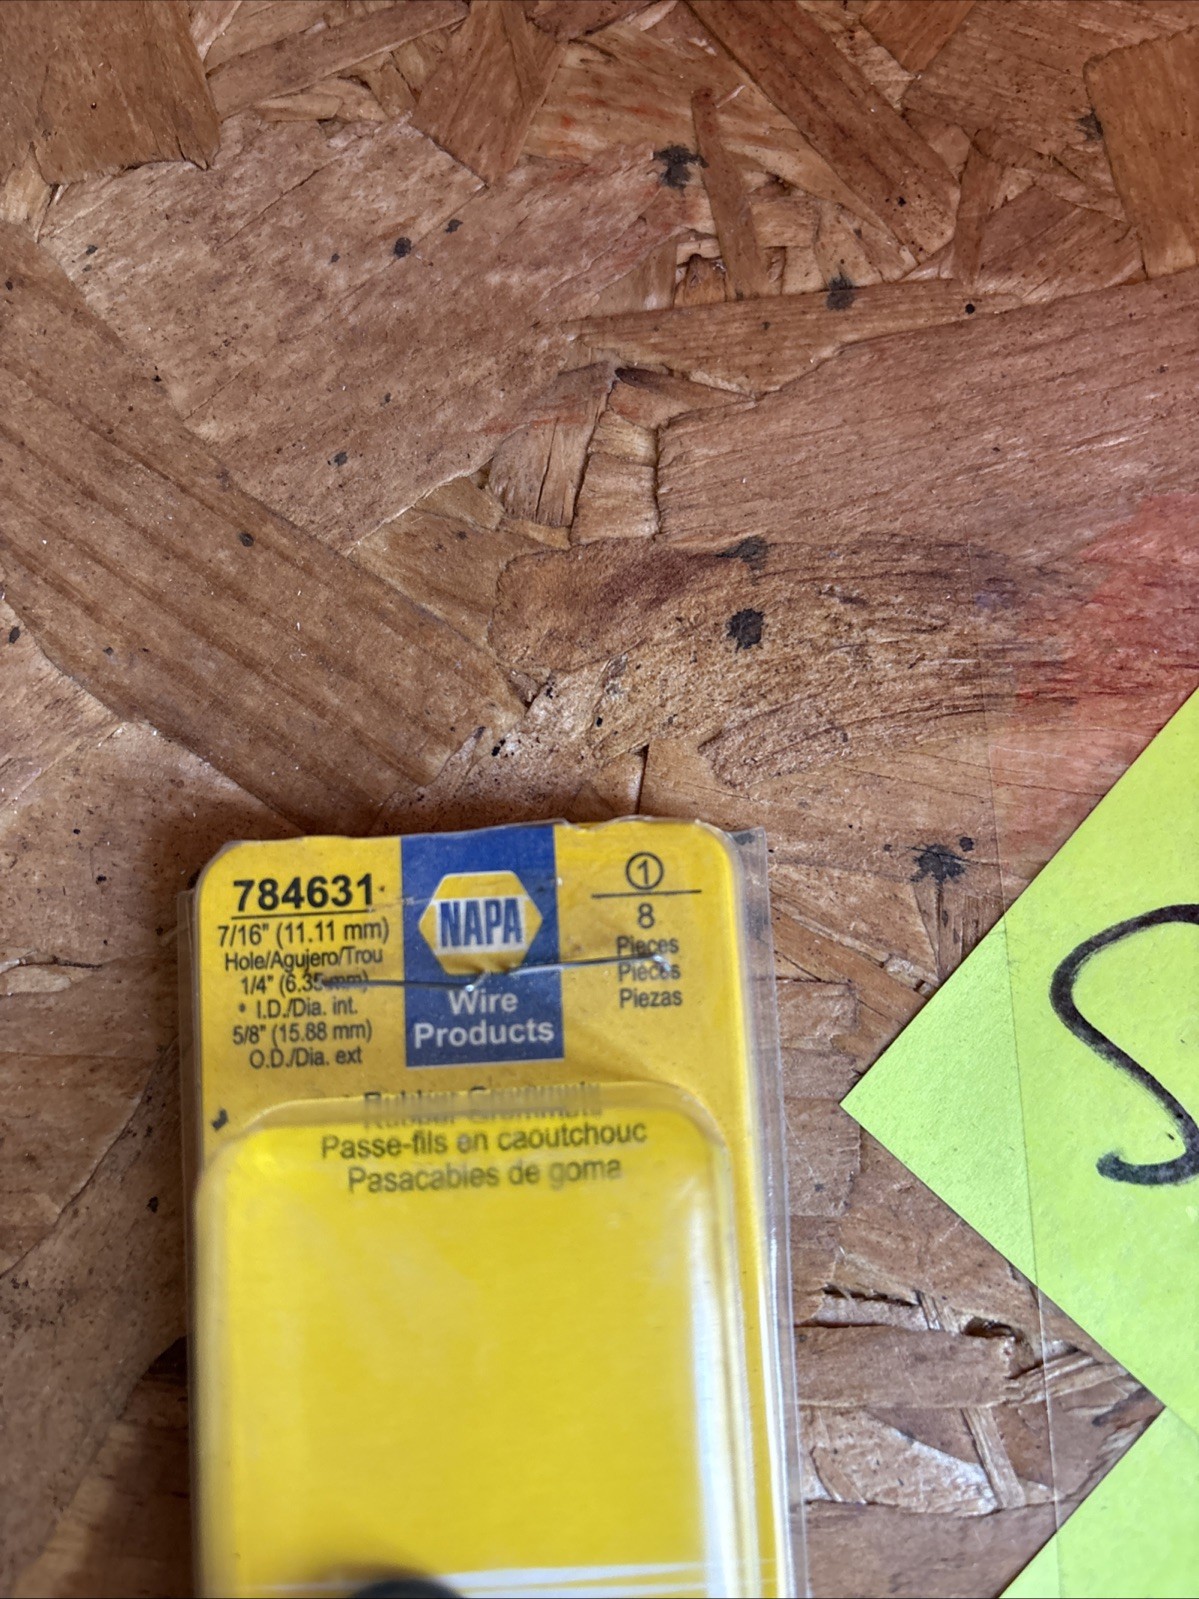 784631
7/16" (11.11 mm)
Hole/Agujero/Trou
1/4" (6.35 mm)
* I.D./Dia. int.
5/8" (15.88 mm)
O.D./Dia. ext
NAPA
Wire
Products
1
8
Pieces
Pièces
Piezas
Rubber Grommets
Passe-fils en caoutchouc
Pasacables de goma
S